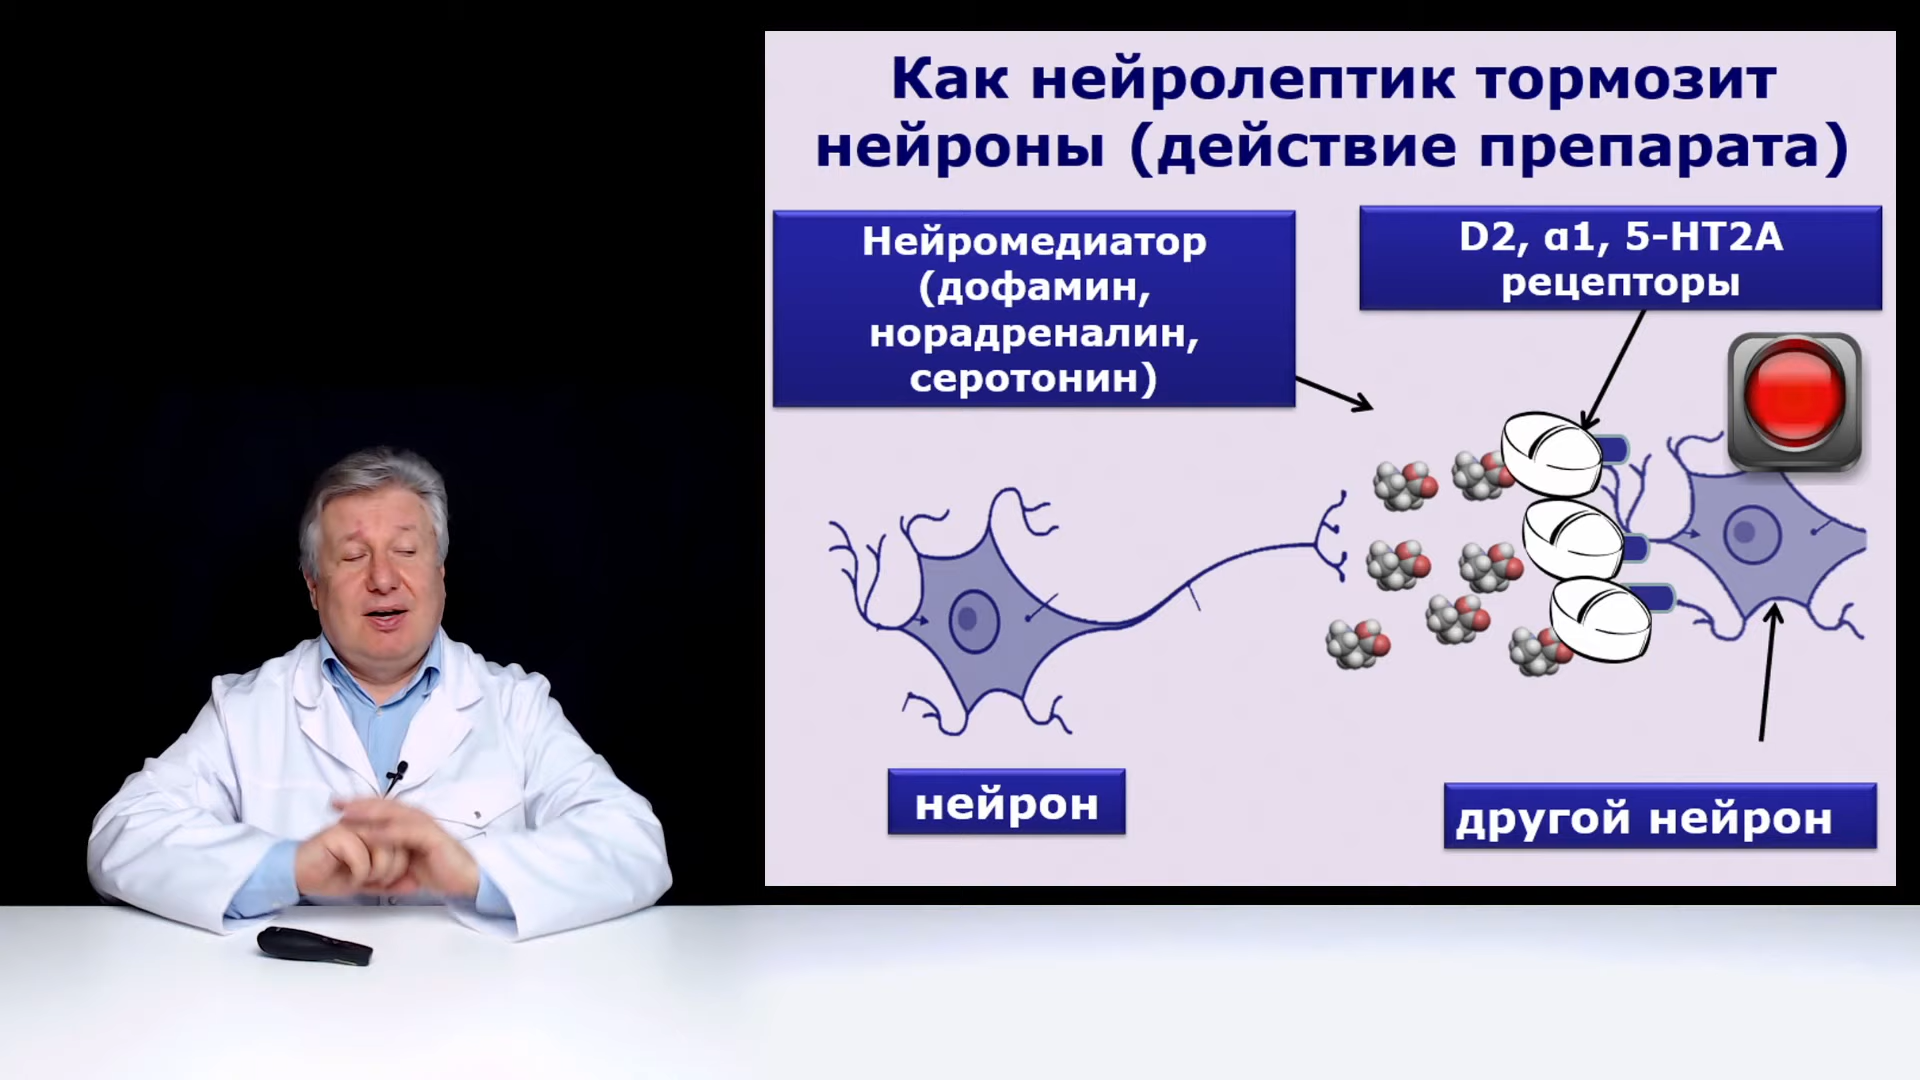 Как нейролептик тормозит
нейроны (действие препарата)
Нейромедиатор
(дофамин,
норадреналин,
серотонин)
D2, α1, 5-HT2A
рецепторы
нейрон
другой нейрон